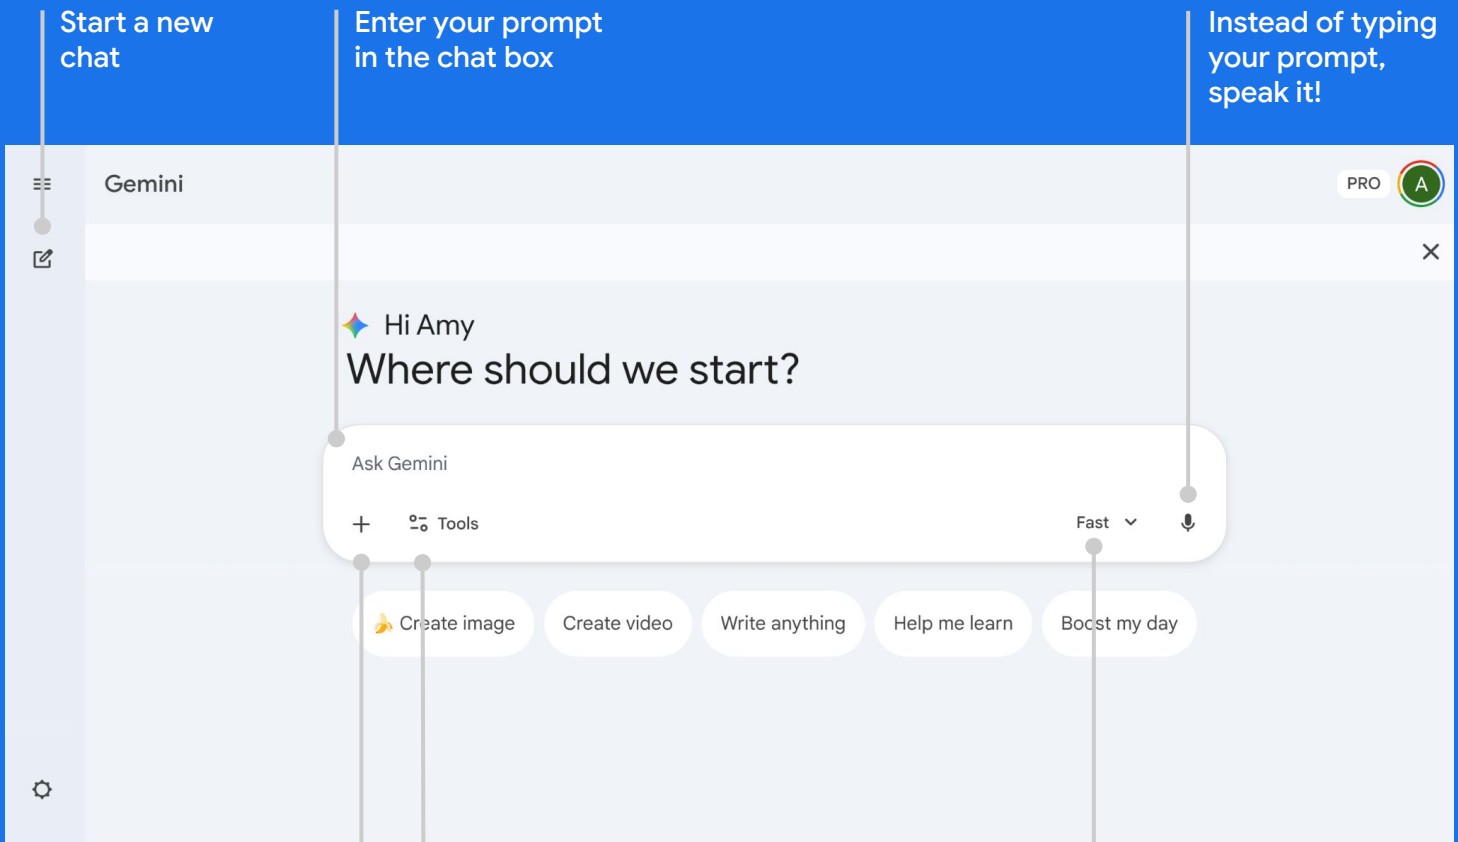 Start a new
chat
Enter your prompt
in the chat box
Instead of typing
your prompt,
speak it!
Gemini
PRO
A
Hi Amy
Where should we start?
Ask Gemini
Tools
Fast
Create image
Create video
Write anything
Help me learn
Boost my day